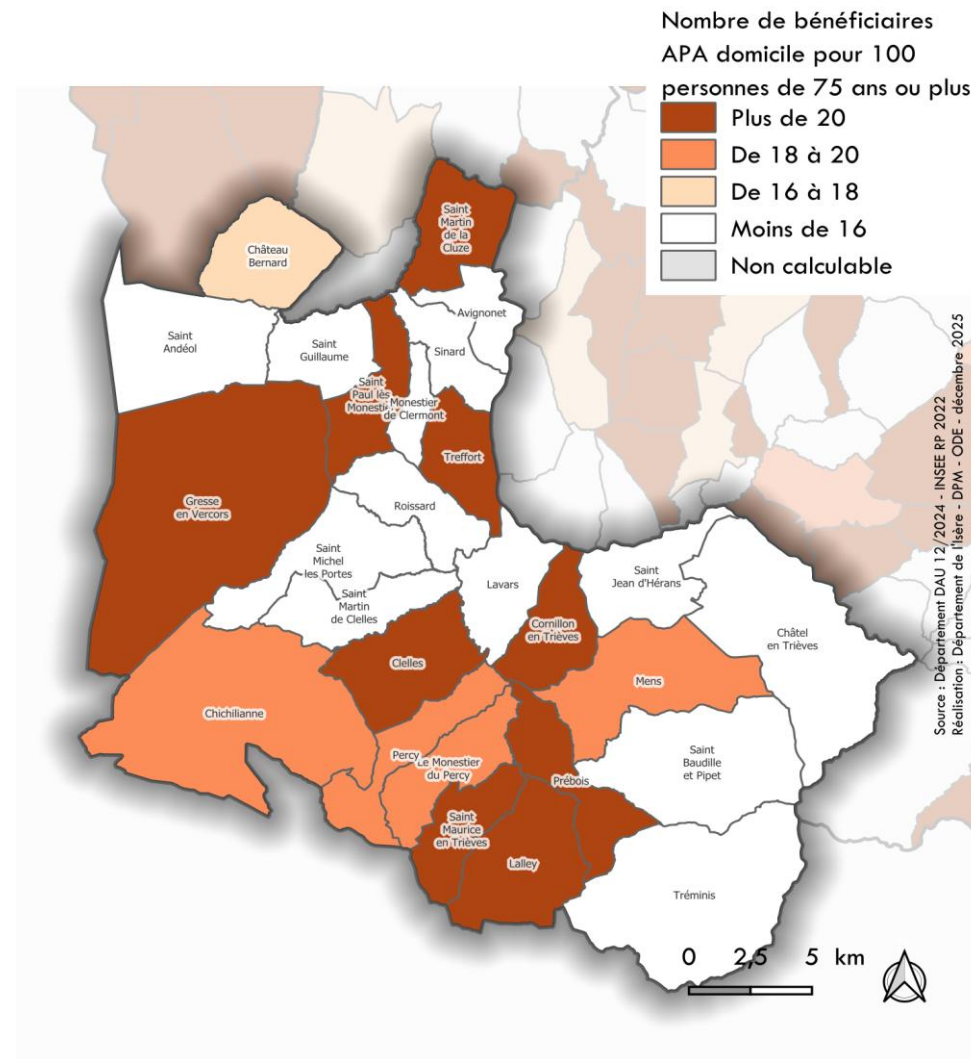 Nombre de bénéficiaires
APA domicile pour 100
personnes de 75 ans ou plus
Plus de 20
De 18 à 20
De 16 à 18
Moins de 16
Non calculable
Saint
Martin
de la
Cluze
Château
Bernard
Avignonet
Saint
Andéol
Saint
Guillaume
Sinard
Saint
Paul lès
Monestier
de Clermont
Treffort
Gresse
en Vercors
Roissard
Saint
Michel
les Portes
Lavars
Saint
Jean d'Hérans
Saint
Martin
de Clelles
Cornillon
en Trièves
Châtel
en Trièves
Clelles
Mens
Chichilianne
Percy
Le Monestier
du Percy
Saint
Baudille
et Pipet
Prébois
Saint
Maurice
en Trièves
Lalley
Tréminis
0 2,5 5 km
Source : Département DAU 12/2024 - INSEE RP 2022
Réalisation : Département de l'Isère - DPM - ODE - décembre 2025